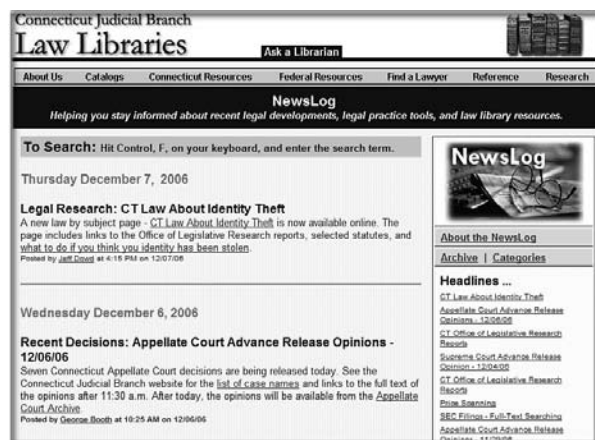 Connecticut Judicial Branch
Law Libraries
Ask a Librarian
About Us Catalogs Connecticut Resources Federal Resources Find a Lawyer Reference Research
NewsLog
Helping you stay informed about recent legal developments, legal practice tools, and law library resources.
To Search: Hit Control, F, on your keyboard, and enter the search term.
Thursday December 7, 2006
Legal Research: CT Law About Identity Theft
A new law by subject page - CT Law About Identity Theft is now available online. The
page includes links to the Office of Legislative Research reports, selected statutes, and
what to do if you think you identity has been stolen.
Posted by Jeff Dowd at 4:15 PM on 12/07/06
Wednesday December 6, 2006
Recent Decisions: Appellate Court Advance Release Opinions -
12/06/06
Seven Connecticut Appellate Court decisions are being released today. See the
Connecticut Judicial Branch website for the list of case names and links to the full text of
the opinions after 11:30 a.m. After today, the opinions will be available from the Appellate
Court Archive.
Posted by George Booth at 10:25 AM on 12/06/06
NewsLog
About the NewsLog
Archive | Categories
Headlines ...
CT Law About Identity Theft
Appellate Court Advance Release
Opinions - 12/06/06
CT Office of Legislative Research
Reports
Supreme Court Advance Release
Opinion - 12/04/06
CT Office of Legislative Research
Reports
Prize Spanning
SEC Filings - Full-Text Searching
Appellate Court Advance Release
Opinions - 11/29/06